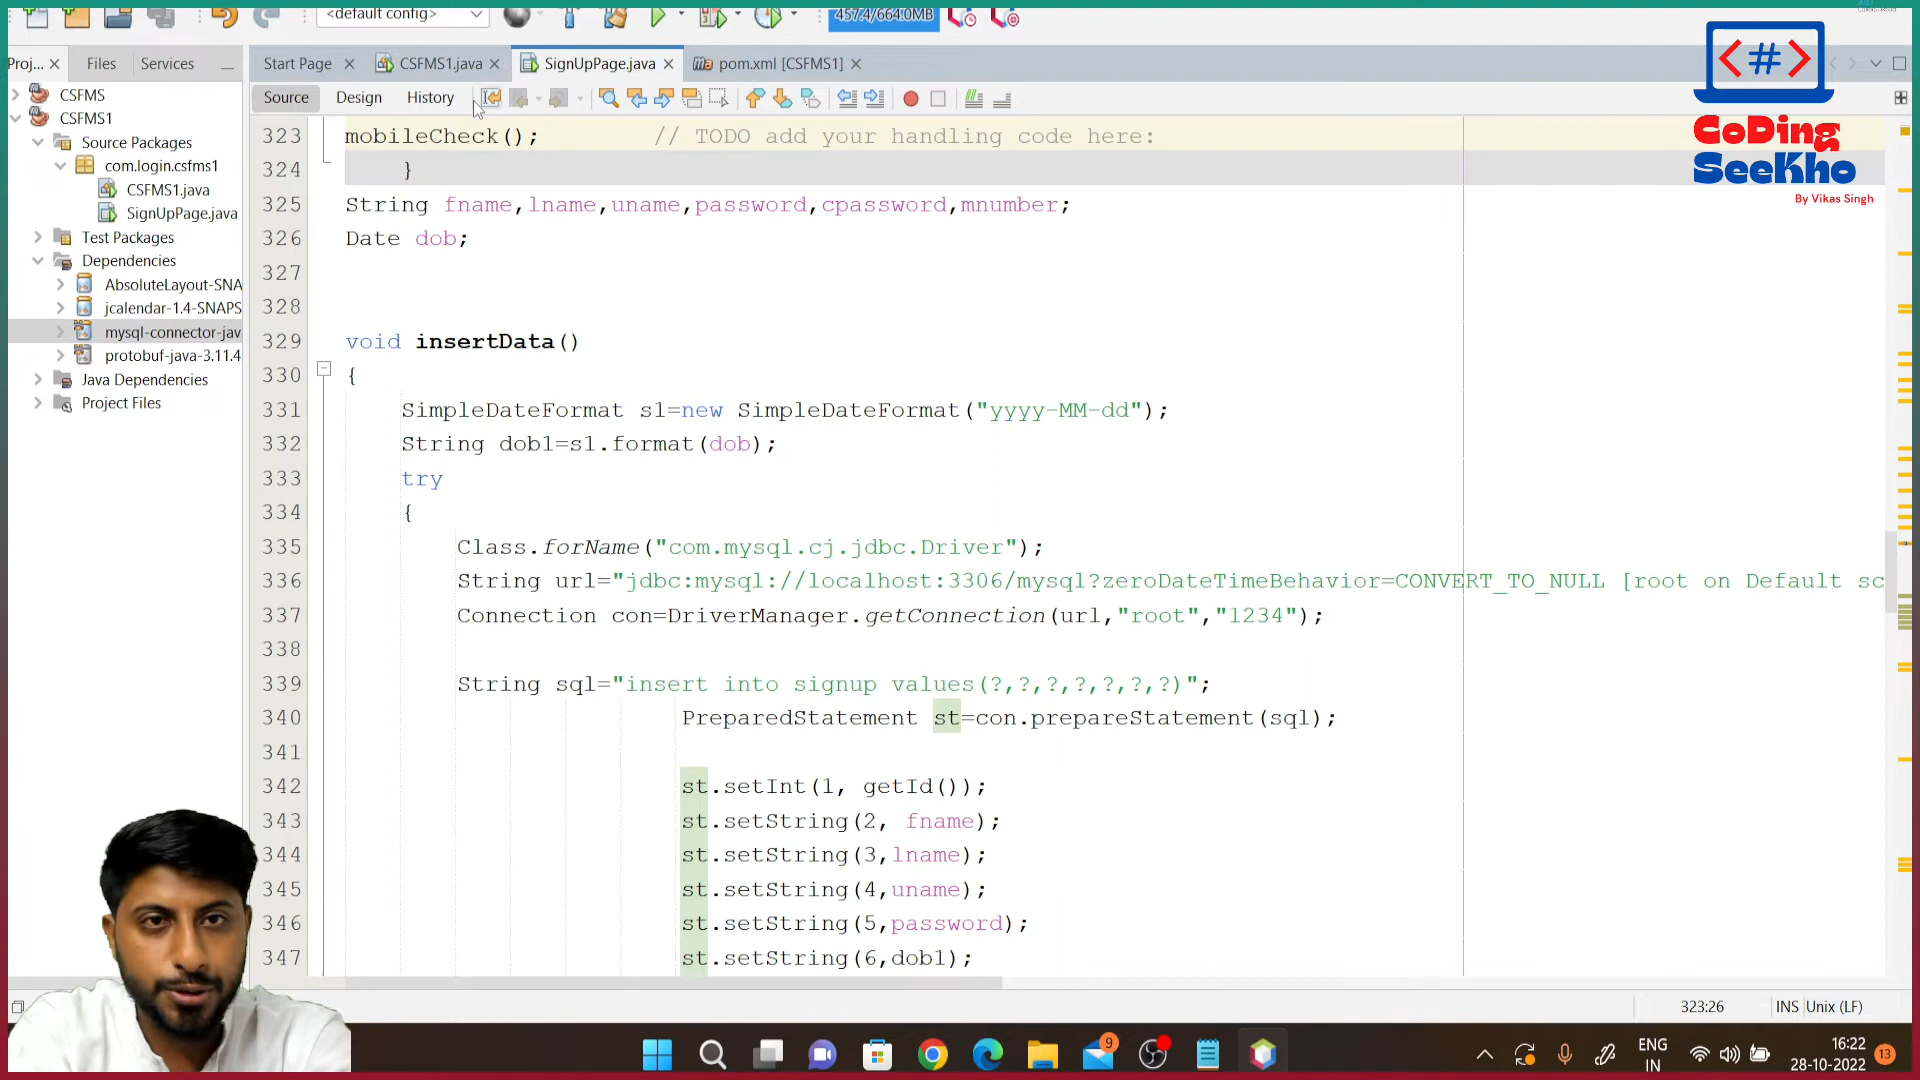 <default config>
457.4/664.0MB
Proj...
Files
Services
Start Page
CSFMS1.java
SignUpPage.java
pom.xml [CSFMS1]
Source
Design
History
<#>
CoDing
SeeKho
By Vikas Singh
CSFMS
CSFMS1
Source Packages
com.login.csfms1
CSFMS1.java
SignUpPage.java
Test Packages
Dependencies
AbsoluteLayout-SNA
jcalendar-1.4-SNAPS
mysql-connector-jav
protobuf-java-3.11.4
Java Dependencies
Project Files
323 mobileCheck(); // TODO add your handling code here:
324 }
325 String fname,lname,uname,password,cpassword,mnumber;
326 Date dob;
327
328
329 void insertData()
330 {
331 SimpleDateFormat s1=new SimpleDateFormat("yyyy-MM-dd");
332 String dob1=s1.format(dob);
333 try
334 {
335 Class.forName("com.mysql.cj.jdbc.Driver");
336 String url="jdbc:mysql://localhost:3306/mysql?zeroDateTimeBehavior=CONVERT_TO_NULL [root on Default sc
337 Connection con=DriverManager.getConnection(url,"root","1234");
338
339 String sql="insert into signup values(?,?,?,?,?,?,?)";
340 PreparedStatement st=con.prepareStatement(sql);
341
342 st.setInt(1, getId());
343 st.setString(2, fname);
344 st.setString(3,lname);
345 st.setString(4,uname);
346 st.setString(5,password);
347 st.setString(6,dob1);
323:26
INS
Unix (LF)
9
ENG
IN
16:22
28-10-2022
13